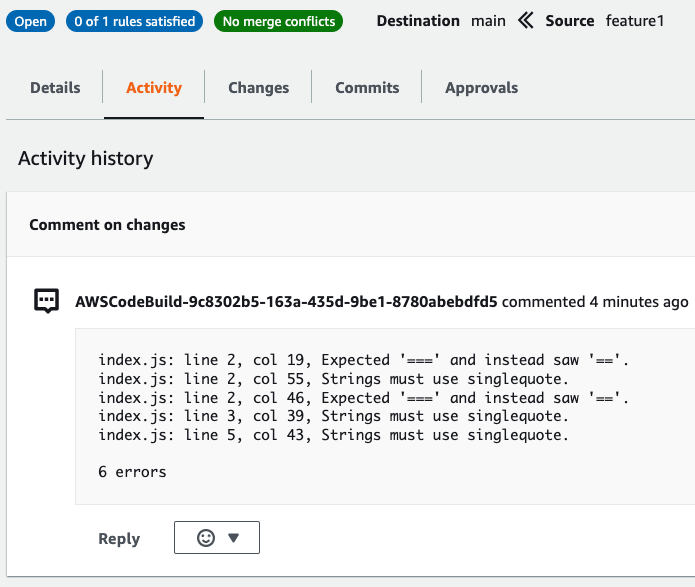 Open 0 of 1 rules satisfied No merge conflicts Destination main Source feature1
Details Activity Changes Commits Approvals
Activity history
Comment on changes
AWSCodeBuild-9c8302b5-163a-435d-9be1-8780abebdfd5 commented 4 minutes ago
index.js: line 2, col 19, Expected '===' and instead saw '=='.
index.js: line 2, col 55, Strings must use singlequote.
index.js: line 2, col 46, Expected '===' and instead saw '=='.
index.js: line 3, col 39, Strings must use singlequote.
index.js: line 5, col 43, Strings must use singlequote.
6 errors
Reply